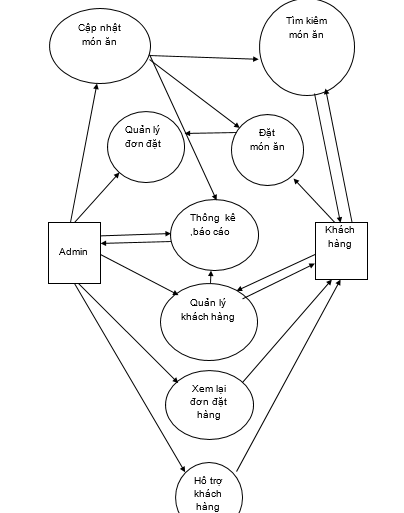 Cập nhật
món ăn
Tìm kiếm
món ăn
Quản lý
đơn đặt
Đặt
món ăn
Thống kê
,báo cáo
Admin
Khách
hàng
Quản lý
khách hàng
Xem lại
đơn đặt
hàng
Hỗ trợ
khách
hàng